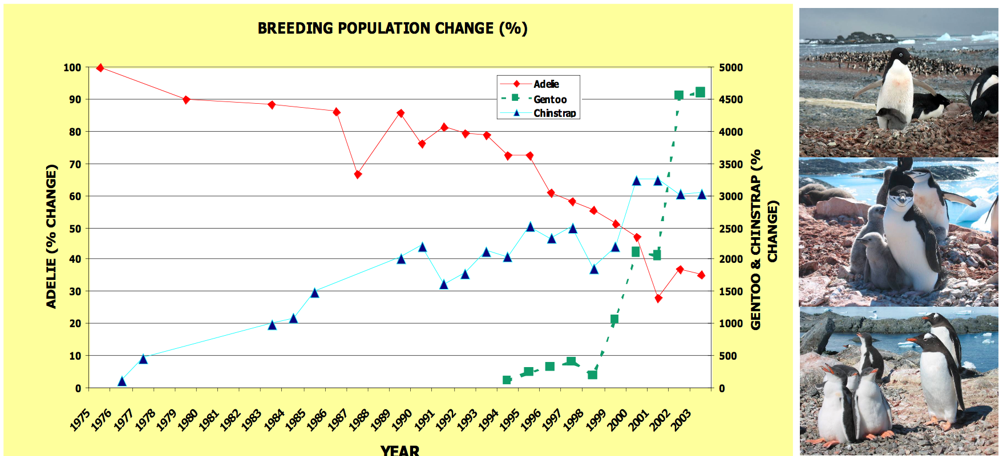 BREEDING POPULATION CHANGE (%)
Adelie
Gentoo
Chinstrap
100
90
80
70
60
50
40
30
20
10
0
ADELIE (% CHANGE)
5000
4500
4000
3500
3000
2500
2000
1500
1000
500
0
GENTOO & CHINSTRAP (%
CHANGE)
1975 1976 1977 1978 1979 1980 1981 1982 1983 1984 1985 1986 1987 1988 1989 1990 1991 1992 1993 1994 1995 1996 1997 1998 1999 2000 2001 2002 2003
YEAR